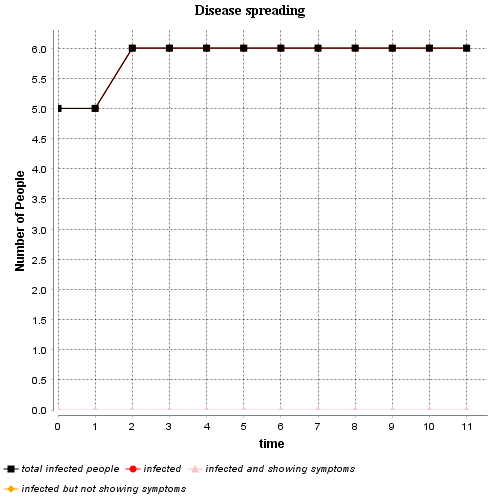 Disease spreading
Number of People
6.0
5.5
5.0
4.5
4.0
3.5
3.0
2.5
2.0
1.5
1.0
0.5
0.0
0 1 2 3 4 5 6 7 8 9 10 11
time
total infected people infected infected and showing symptoms
infected but not showing symptoms